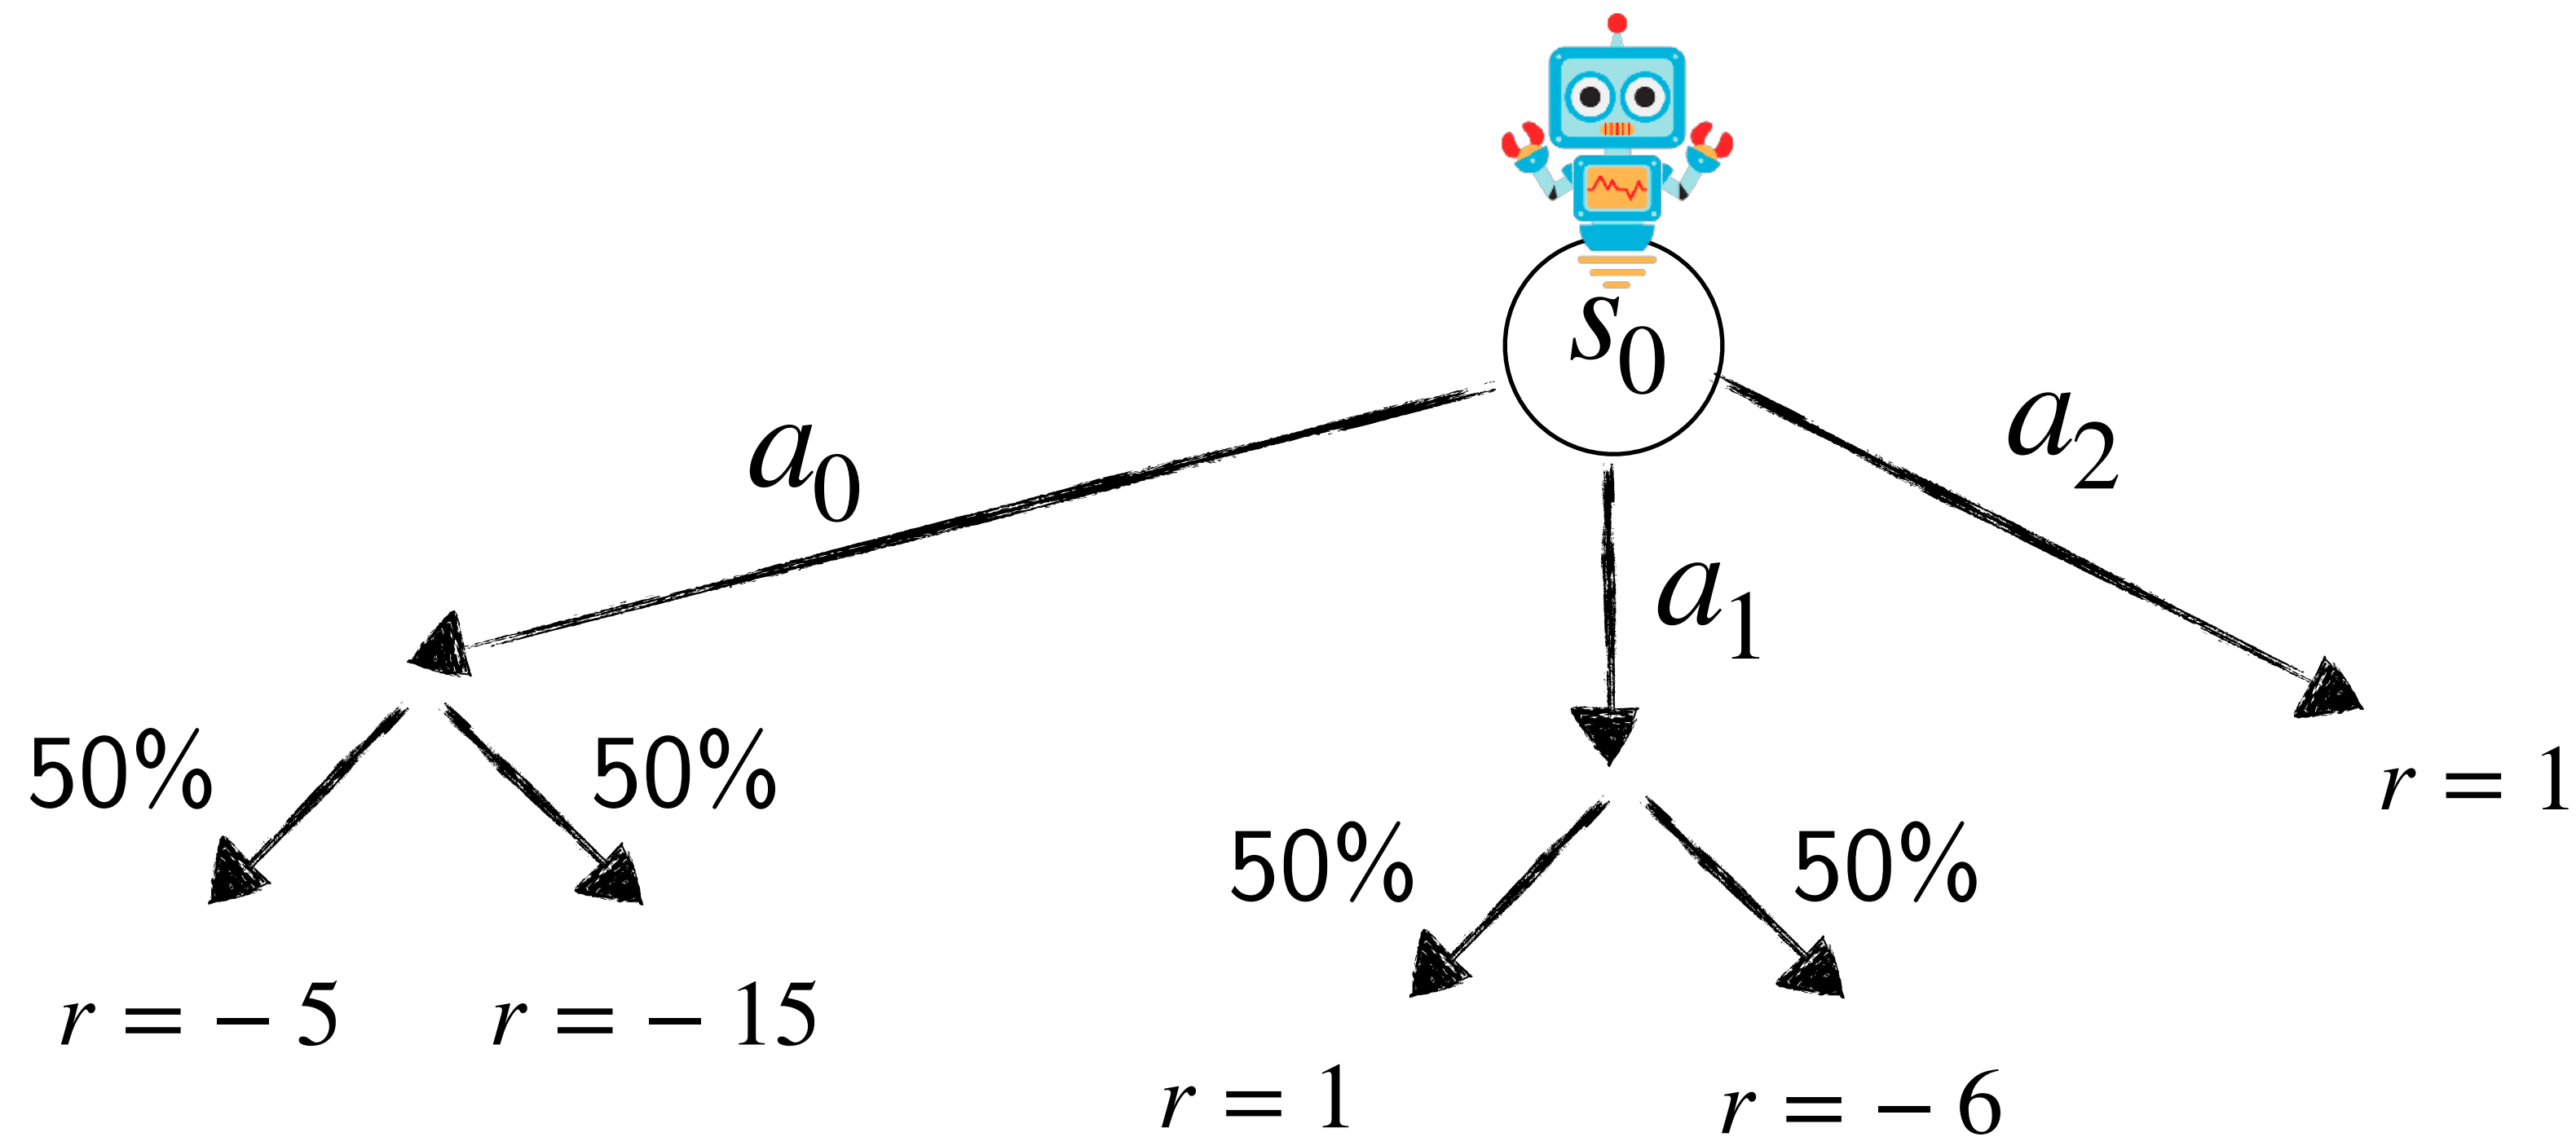 s₀
a₀
a₂
a₁
50%
50%
r = 1
50%
50%
r = − 5
r = − 15
r = 1
r = − 6